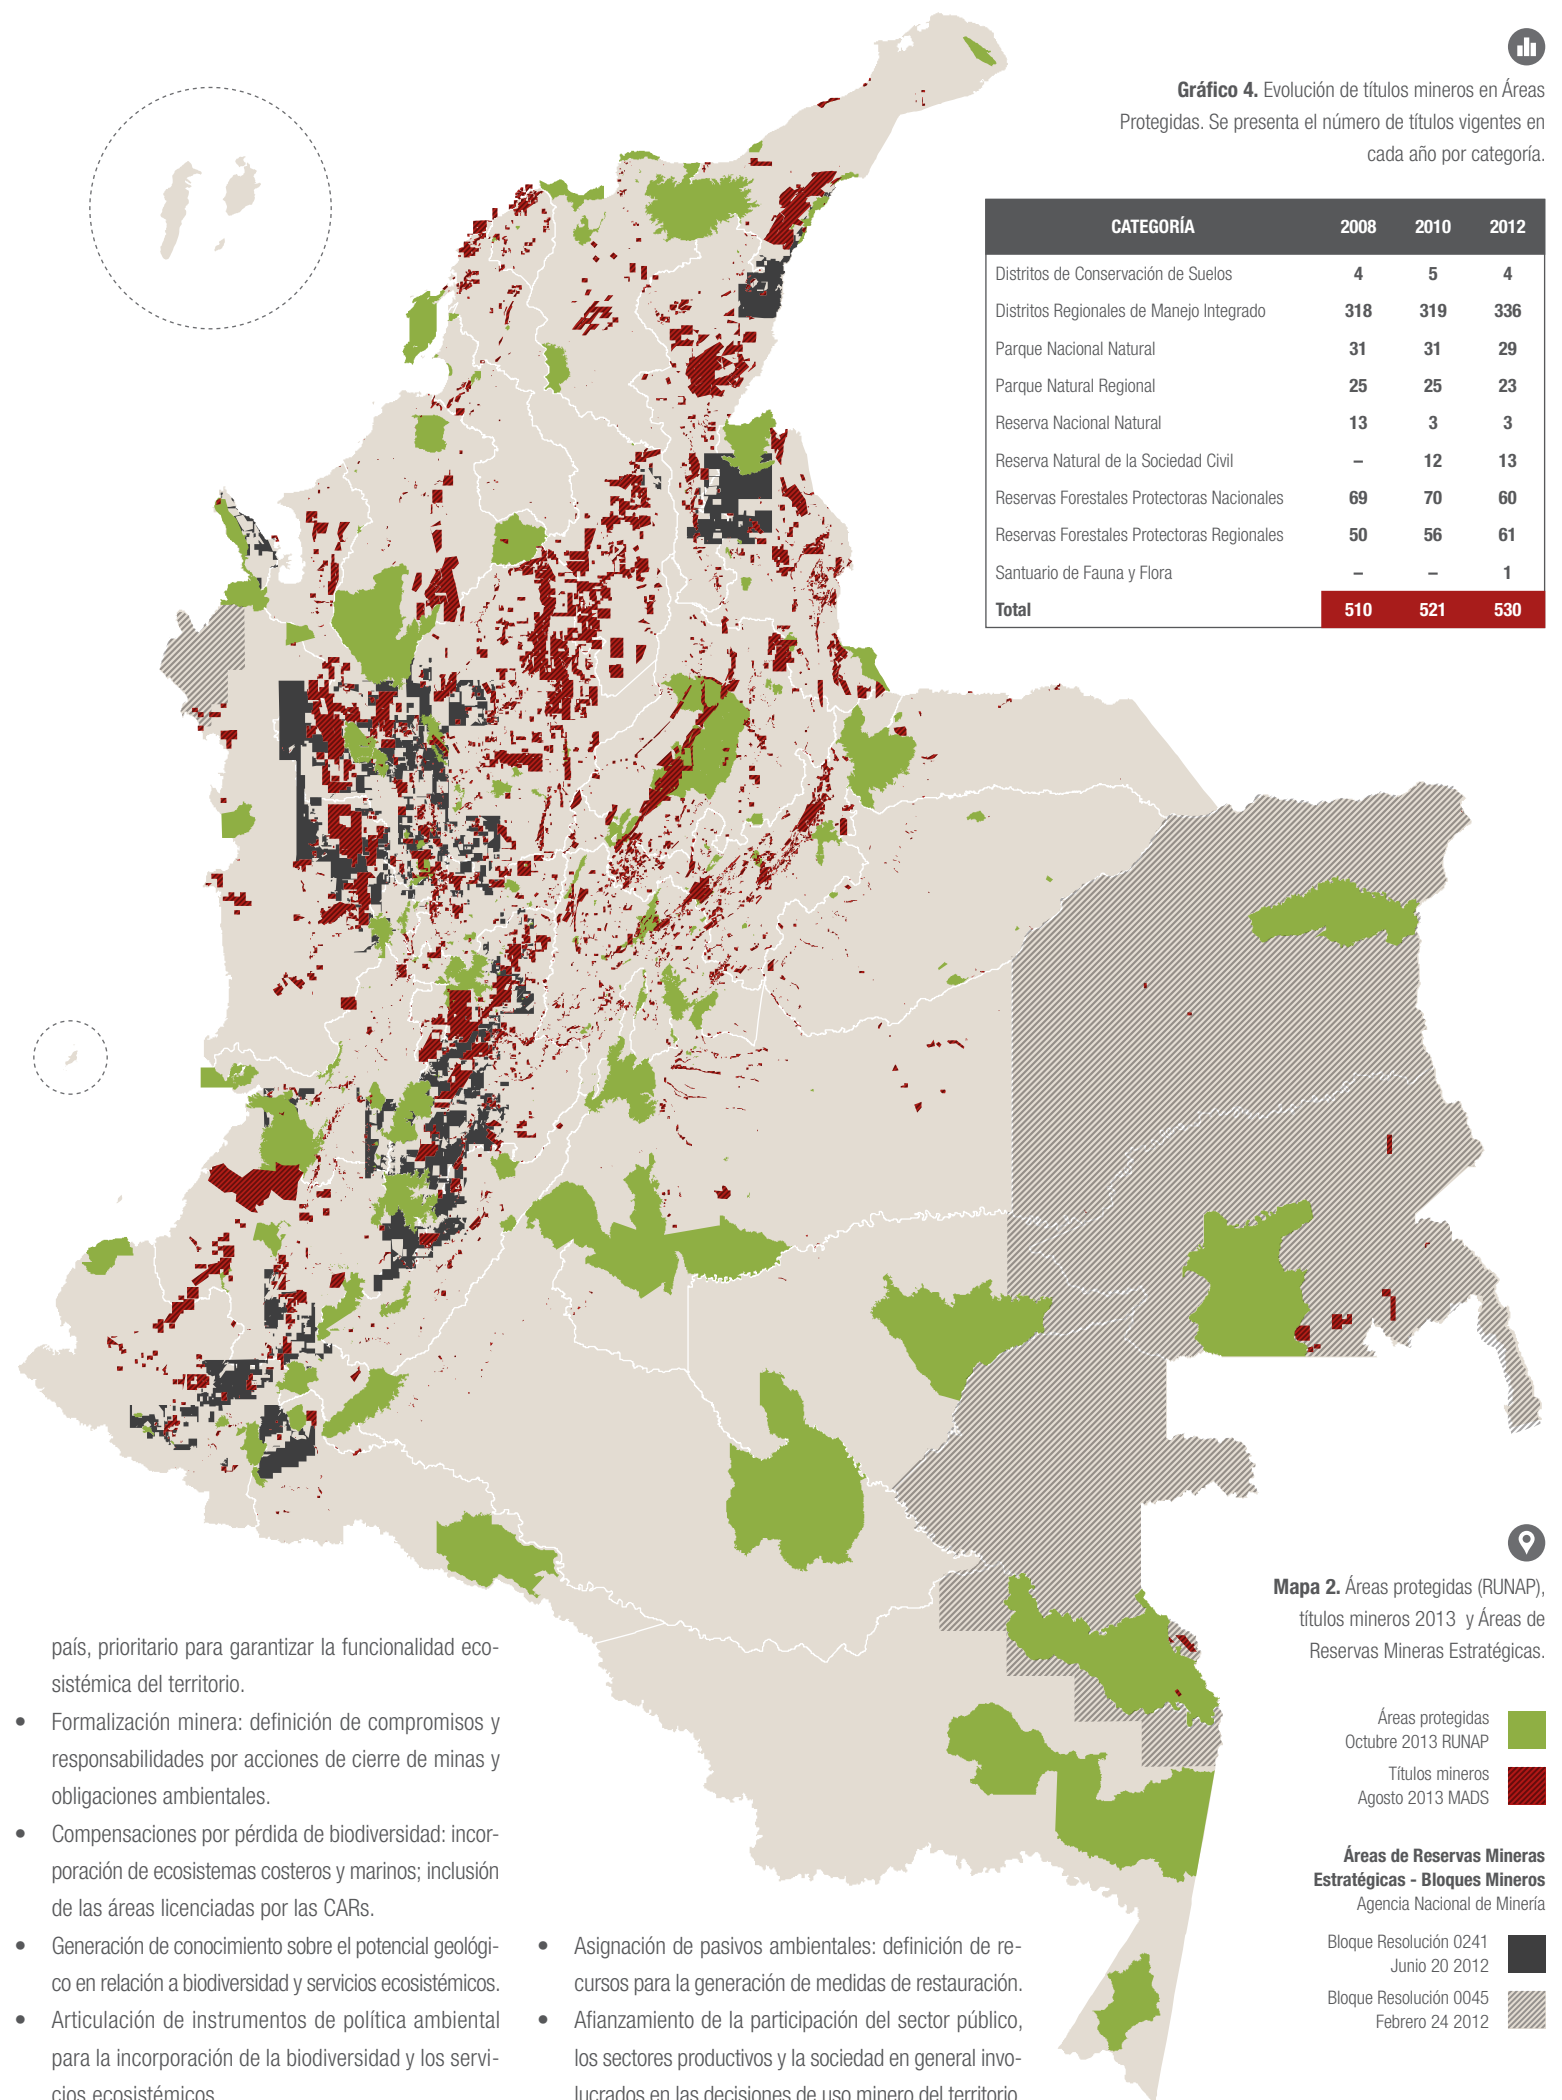 Gráfico 4. Evolución de títulos mineros en Áreas
Protegidas. Se presenta el número de títulos vigentes en
cada año por categoría.
CATEGORÍA 2008 2010 2012
Distritos de Conservación de Suelos 4 5 4
Distritos Regionales de Manejo Integrado 318 319 336
Parque Nacional Natural 31 31 29
Parque Natural Regional 25 25 23
Reserva Nacional Natural 13 3 3
Reserva Natural de la Sociedad Civil – 12 13
Reservas Forestales Protectoras Nacionales 69 70 60
Reservas Forestales Protectoras Regionales 50 56 61
Santuario de Fauna y Flora – – 1
Total 510 521 530
Mapa 2. Áreas protegidas (RUNAP),
títulos mineros 2013 y Áreas de
Reservas Mineras Estratégicas.
Áreas protegidas
Octubre 2013 RUNAP
Títulos mineros
Agosto 2013 MADS
Áreas de Reservas Mineras
Estratégicas - Bloques Mineros
Agencia Nacional de Minería
Bloque Resolución 0241
Junio 20 2012
Bloque Resolución 0045
Febrero 24 2012
país, prioritario para garantizar la funcionalidad eco-
sistémica del territorio.
• Formalización minera: definición de compromisos y
responsabilidades por acciones de cierre de minas y
obligaciones ambientales.
• Compensaciones por pérdida de biodiversidad: incor-
poración de ecosistemas costeros y marinos; inclusión
de las áreas licenciadas por las CARs.
• Generación de conocimiento sobre el potencial geológi-
co en relación a biodiversidad y servicios ecosistémicos.
• Articulación de instrumentos de política ambiental
para la incorporación de la biodiversidad y los servi-
cios ecosistémicos.
• Asignación de pasivos ambientales: definición de re-
cursos para la generación de medidas de restauración.
• Afianzamiento de la participación del sector público,
los sectores productivos y la sociedad en general invo-
lucrados en las decisiones de uso minero del territorio.